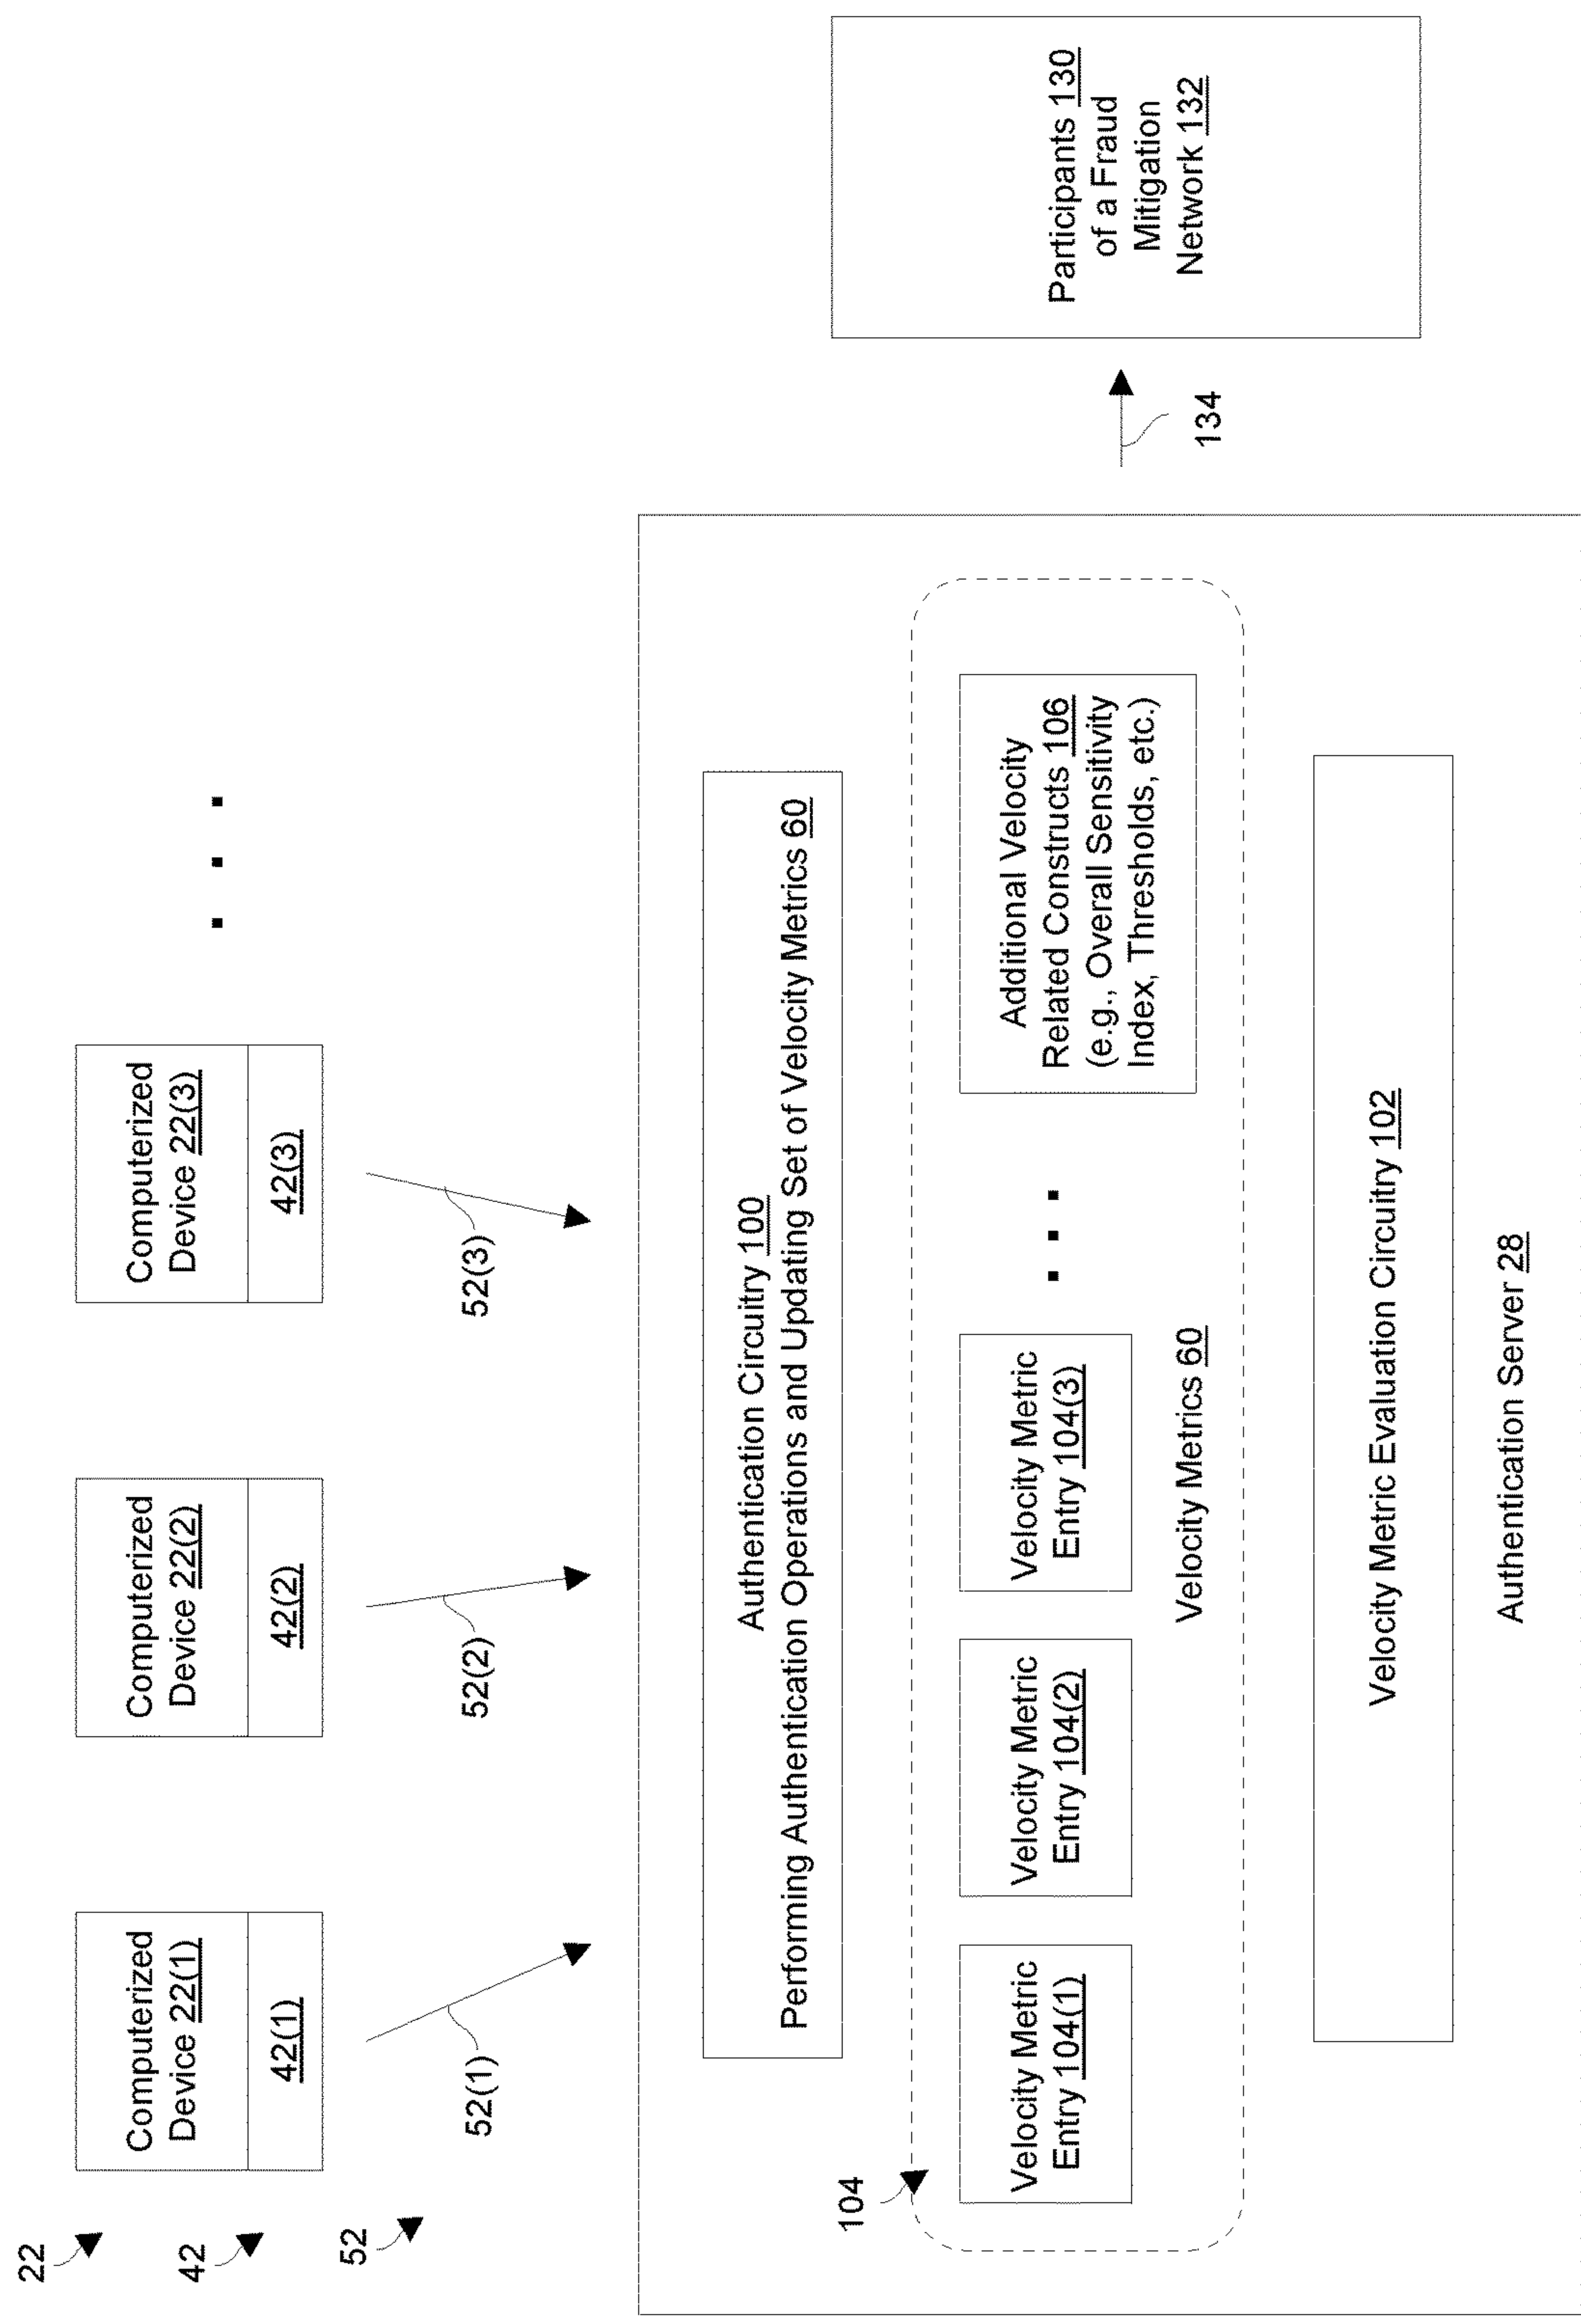 22
42
52
Computerized
Device 22(1)
42(1)
52(1)
Computerized
Device 22(2)
42(2)
52(2)
Computerized
Device 22(3)
42(3)
52(3)
Authentication Circuitry 100
Performing Authentication Operations and Updating Set of Velocity Metrics 60
104
Velocity Metric
Entry 104(1)
Velocity Metric
Entry 104(2)
Velocity Metric
Entry 104(3)
Additional Velocity
Related Constructs 106
(e.g., Overall Sensitivity
Index, Thresholds, etc.)
Velocity Metrics 60
Velocity Metric Evaluation Circuitry 102
Authentication Server 28
134
Participants 130
of a Fraud
Mitigation
Network 132